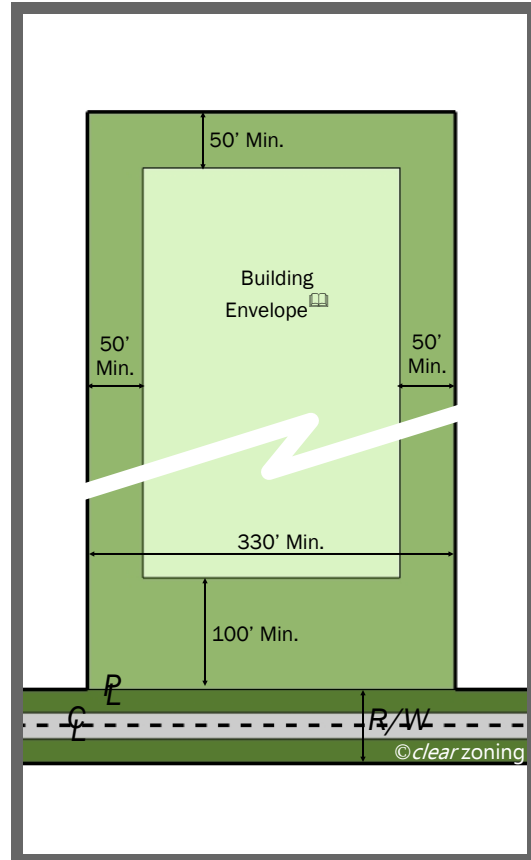 50’ Min.
Building
Envelope
50’
Min.
50’
Min.
330’ Min.
100’ Min.
PL
CL
R/W
©clearzoning